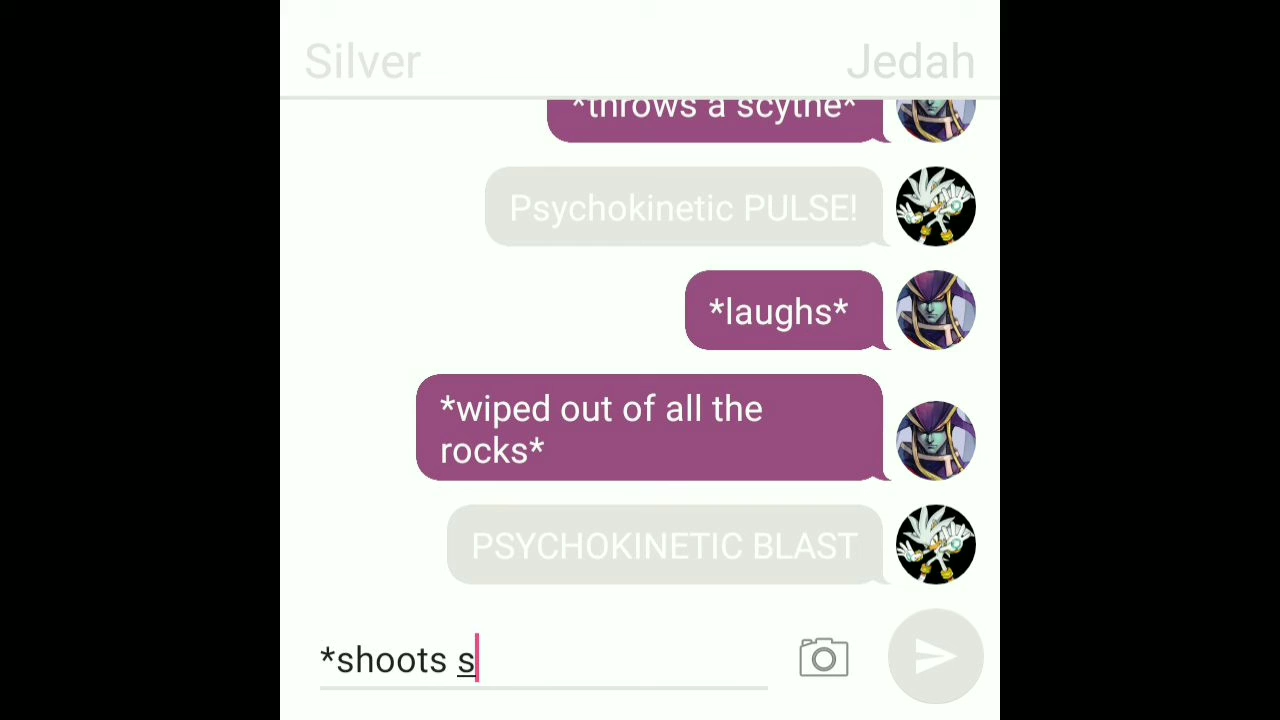 Silver
Jedah
*throws a scythe*
Psychokinetic PULSE!
*laughs*
*wiped out of all the
rocks*
PSYCHOKINETIC BLAST
*shoots s